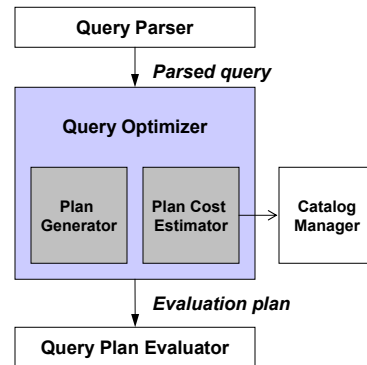 Query Parser
Parsed query
Query Optimizer
Plan
Generator
Plan Cost
Estimator
Catalog
Manager
Evaluation plan
Query Plan Evaluator